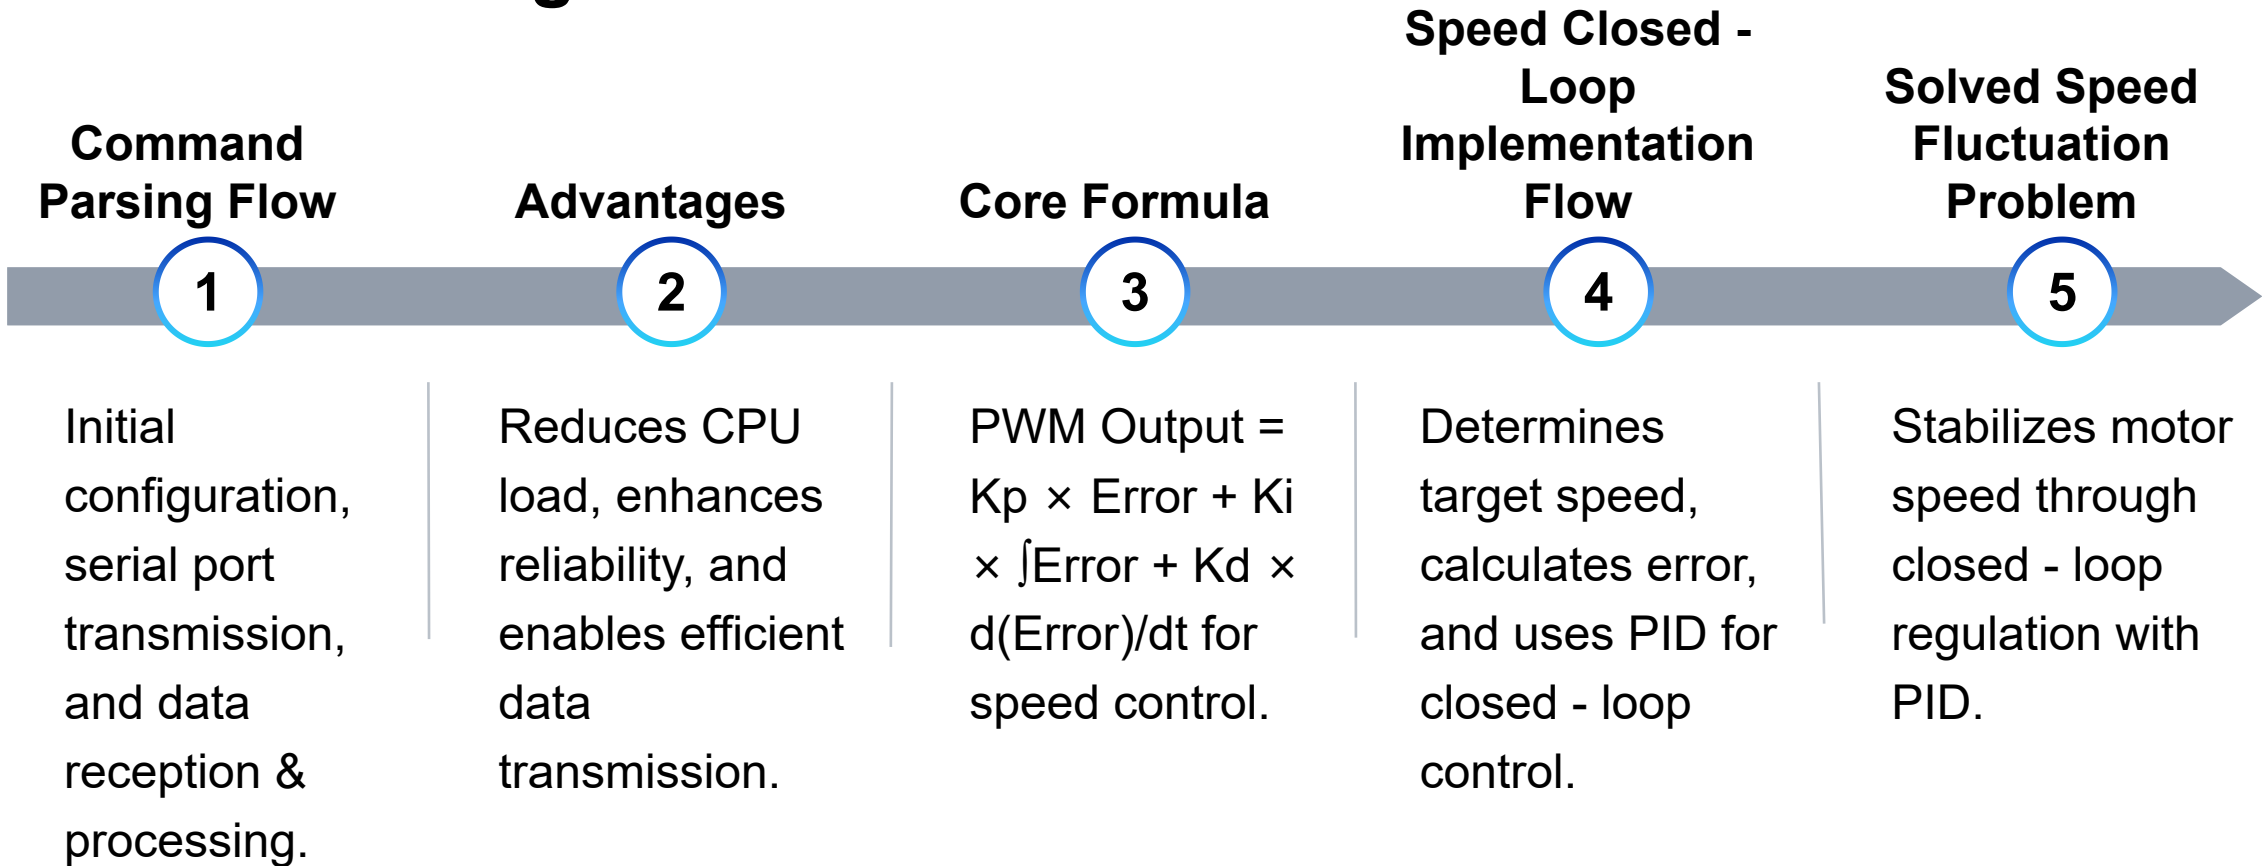 Command
Parsing Flow
1
Initial
configuration,
serial port
transmission,
and data
reception &
processing.
Advantages
2
Reduces CPU
load, enhances
reliability, and
enables efficient
data
transmission.
Core Formula
3
PWM Output =
Kp × Error + Ki
× ∫Error + Kd ×
d(Error)/dt for
speed control.
Speed Closed -
Loop
Implementation
Flow
4
Determines
target speed,
calculates error,
and uses PID for
closed - loop
control.
Solved Speed
Fluctuation
Problem
5
Stabilizes motor
speed through
closed - loop
regulation with
PID.